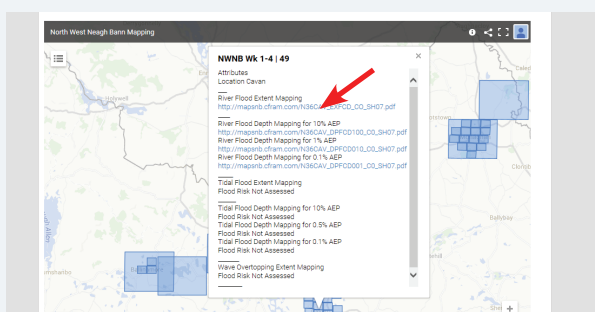 North West Neagh Bann Mapping
NWNB Wk 1-4 | 49
Attributes
Location Cavan
River Flood Extent Mapping
http://mapsnb.cfram.com/N36CAV_EXFCD_C0_SH07.pdf
River Flood Depth Mapping for 10% AEP
http://mapsnb.cfram.com/N36CAV_DPFCD100_C0_SH07.pdf
River Flood Depth Mapping for 1% AEP
http://mapsnb.cfram.com/N36CAV_DPFCD010_C0_SH07.pdf
River Flood Depth Mapping for 0.1% AEP
http://mapsnb.cfram.com/N36CAV_DPFCD001_C0_SH07.pdf
Tidal Flood Extent Mapping
Flood Risk Not Assessed
Tidal Flood Depth Mapping for 10% AEP
Flood Risk Not Assessed
Tidal Flood Depth Mapping for 0.5% AEP
Flood Risk Not Assessed
Tidal Flood Depth Mapping for 0.1% AEP
Flood Risk Not Assessed
Wave Overtopping Extent Mapping
Flood Risk Not Assessed
Holywell
Ballybay